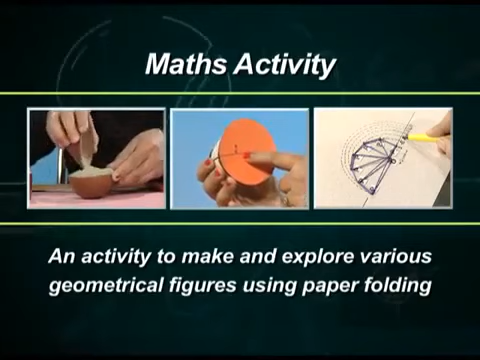 Maths Activity
An activity to make and explore various
geometrical figures using paper folding